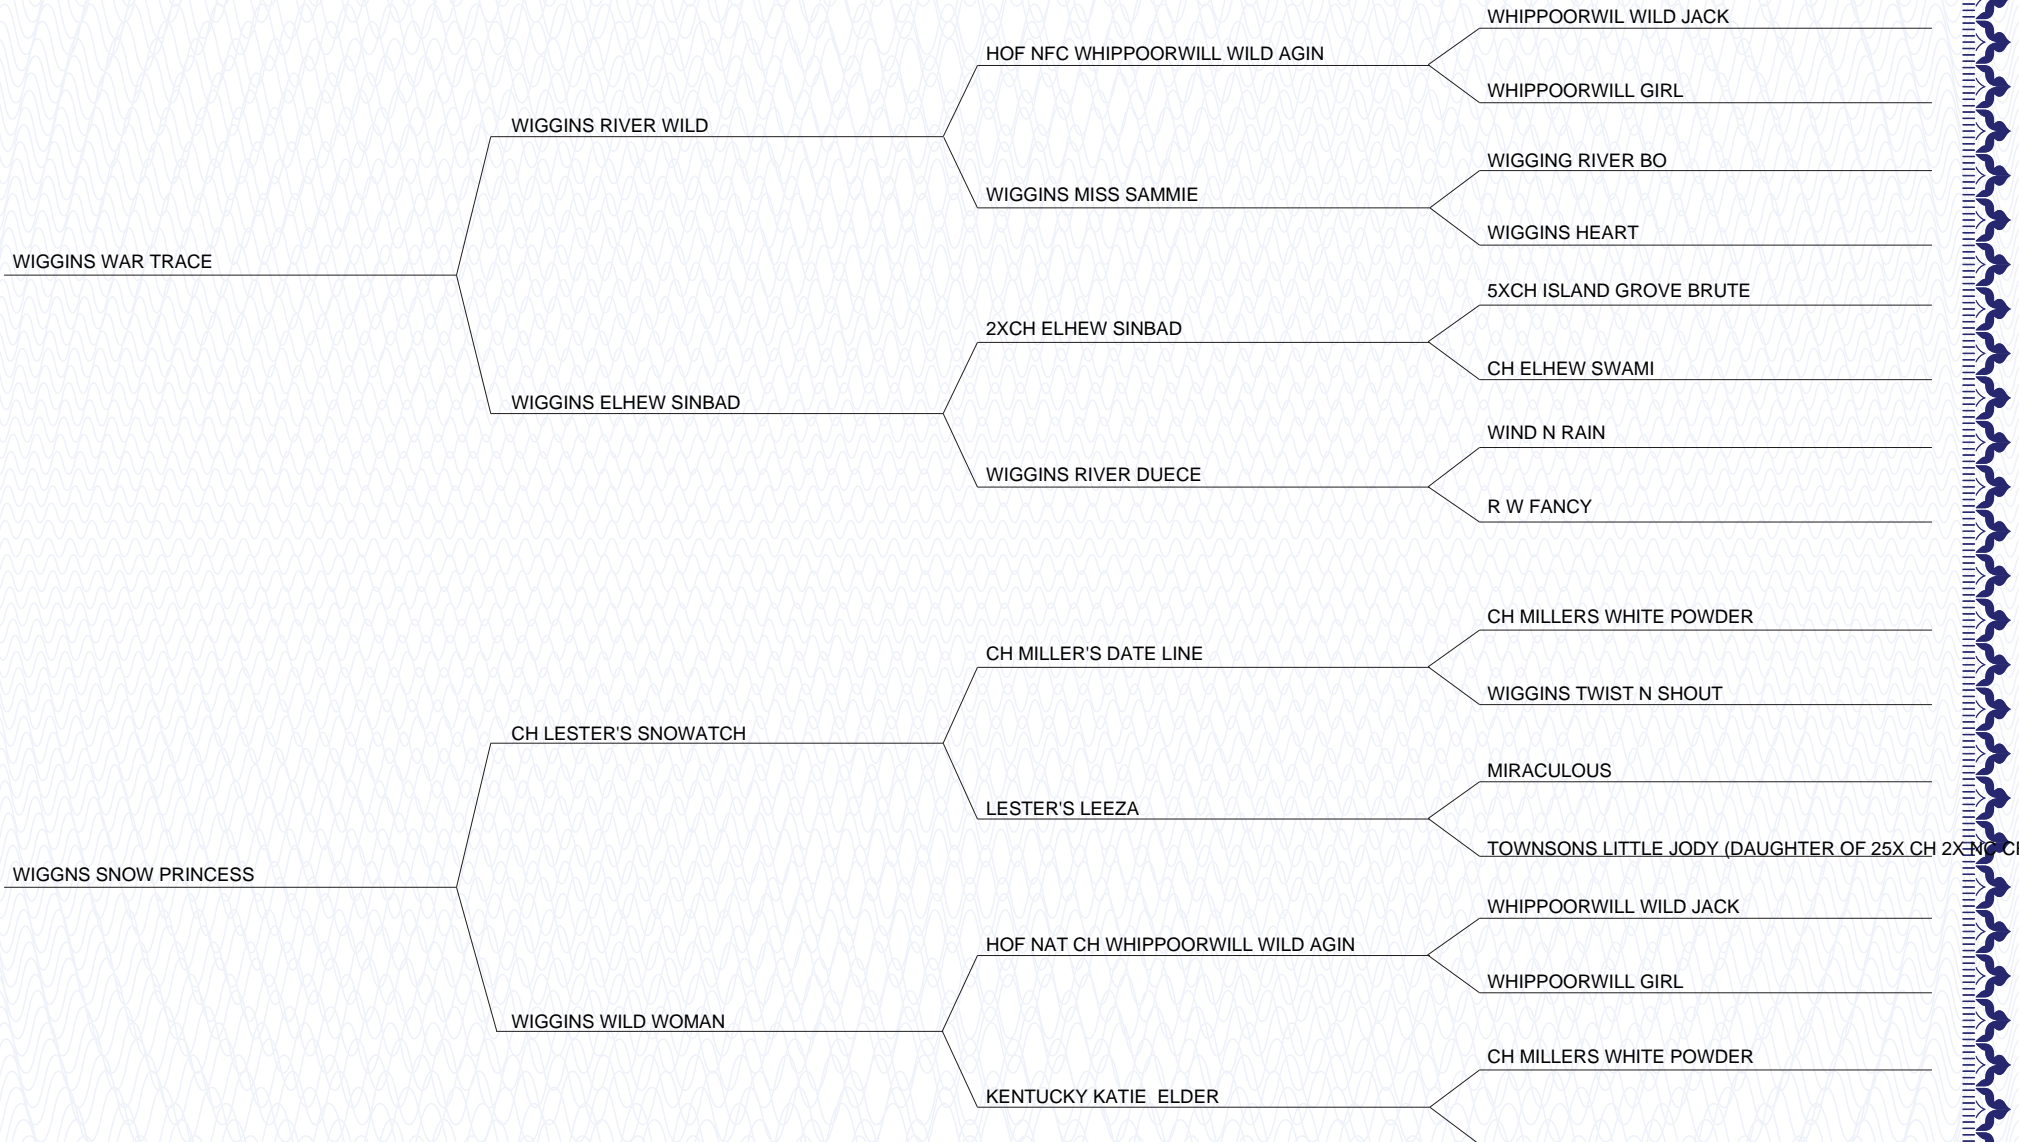 WHIPPOORWIL WILD JACK
HOF NFC WHIPPOORWILL WILD AGIN
WHIPPOORWILL GIRL
WIGGINS RIVER WILD
WIGGING RIVER BO
WIGGINS MISS SAMMIE
WIGGINS HEART
WIGGINS WAR TRACE
5XCH ISLAND GROVE BRUTE
2XCH ELHEW SINBAD
CH ELHEW SWAMI
WIGGINS ELHEW SINBAD
WIND N RAIN
WIGGINS RIVER DUECE
R W FANCY
CH MILLERS WHITE POWDER
CH MILLER'S DATE LINE
WIGGINS TWIST N SHOUT
CH LESTER'S SNOWATCH
MIRACULOUS
LESTER'S LEEZA
TOWNSONS LITTLE JODY (DAUGHTER OF 25X CH 2X
WIGGNS SNOW PRINCESS
WHIPPOORWILL WILD JACK
HOF NAT CH WHIPPOORWILL WILD AGIN
WHIPPOORWILL GIRL
WIGGINS WILD WOMAN
CH MILLERS WHITE POWDER
KENTUCKY KATIE  ELDER